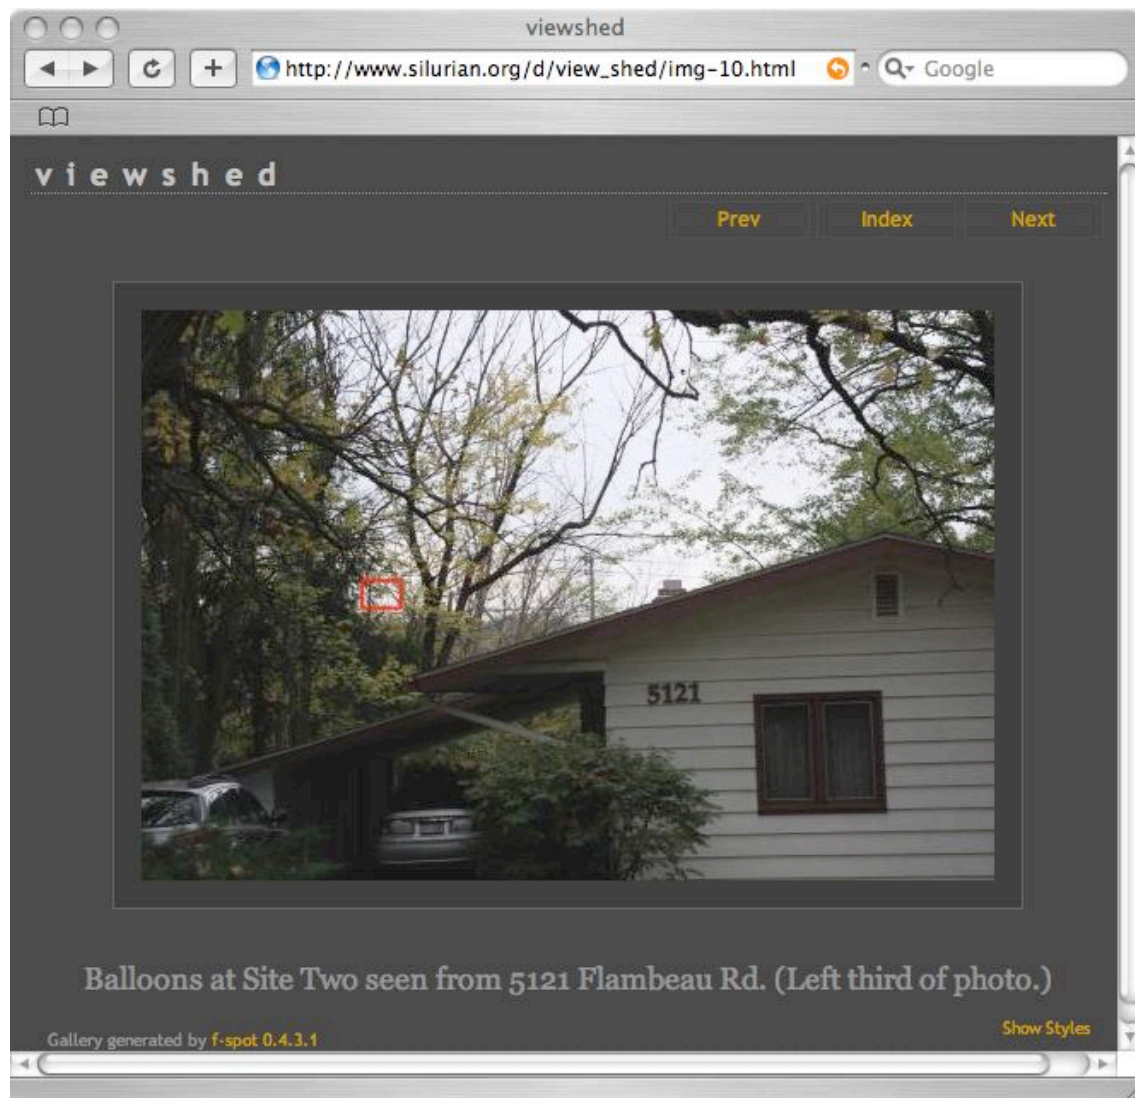 viewshed
http://www.silurian.org/d/view_shed/img-10.html
Google
viewshed
Prev Index Next
5121
Balloons at Site Two seen from 5121 Flambeau Rd. (Left third of photo.)
Show Styles
Gallery generated by f-spot 0.4.3.1